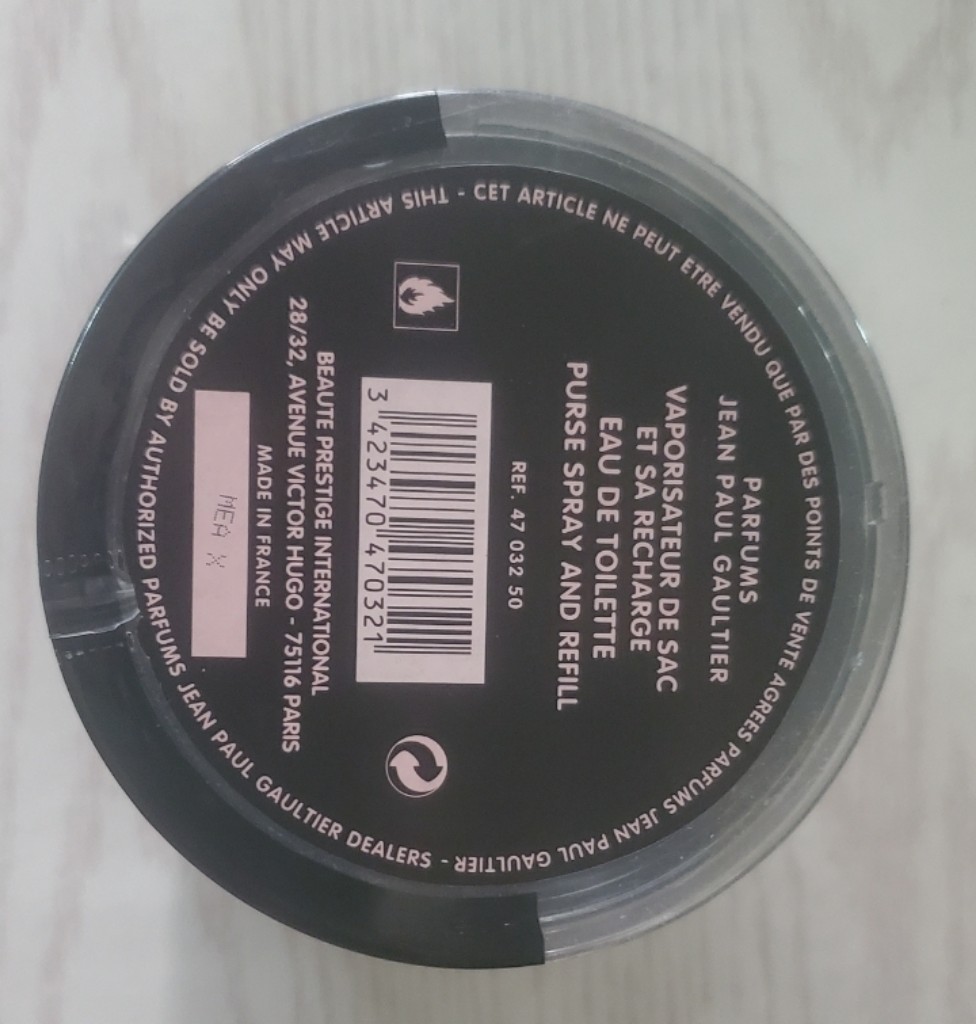 CET ARTICLE NE PEUT ETRE VENDU QUE PAR DES POINTS DE VENTE AGREES PARFUMS JEAN PAUL GAULTIER -
THIS ARTICLE MAY ONLY BE SOLD BY AUTHORIZED PARFUMS JEAN PAUL GAULTIER DEALERS -
PARFUMS
JEAN PAUL GAULTIER
VAPORISATEUR DE SAC
ET SA RECHARGE
EAU DE TOILETTE
PURSE SPRAY AND REFILL
REF. 47 032 50
3 423470 470321
BEAUTE PRESTIGE INTERNATIONAL
28/32, AVENUE VICTOR HUGO - 75116 PARIS
MADE IN FRANCE
MEA X